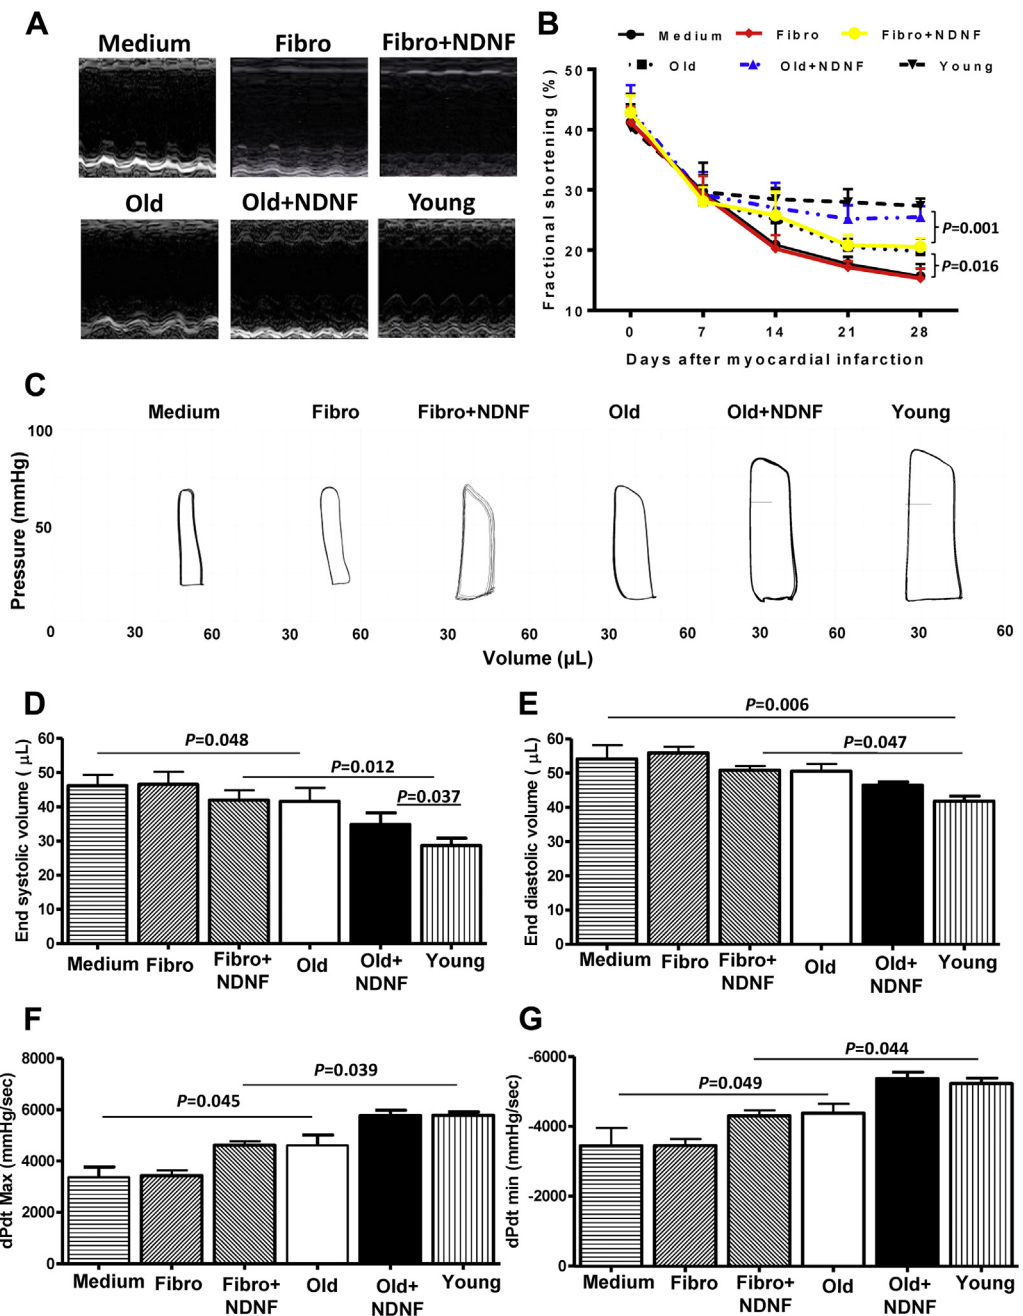 A
Medium Fibro Fibro+NDNF
Old Old+NDNF Young
B
Medium Fibro Fibro+NDNF
Old Old+NDNF Young
Fractional shortening (%)
50
40
30
20
10
P=0.001
P=0.016
0 7 14 21 28
Days after myocardial infarction
C
Medium Fibro Fibro+NDNF Old Old+NDNF Young
Pressure (mmHg)
100
50
0 30 60 30 60 30 60 30 60 30 60 30 60
Volume (µL)
D
End systolic volume ( µL)
60
50
40
30
20
10
0
P=0.048
P=0.012
P=0.037
Medium Fibro Fibro+ NDNF Old Old+ NDNF Young
E
End diastolic volume ( µL)
60
50
40
30
20
10
0
P=0.006
P=0.047
Medium Fibro Fibro+ NDNF Old Old+ NDNF Young
F
dPdt Max (mmHg/sec)
8000
6000
4000
2000
0
P=0.039
P=0.045
Medium Fibro Fibro+ NDNF Old Old+ NDNF Young
G
dPdt min (mmHg/sec)
-6000
-4000
-2000
0
P=0.044
P=0.049
Medium Fibro Fibro+ NDNF Old Old+ NDNF Young